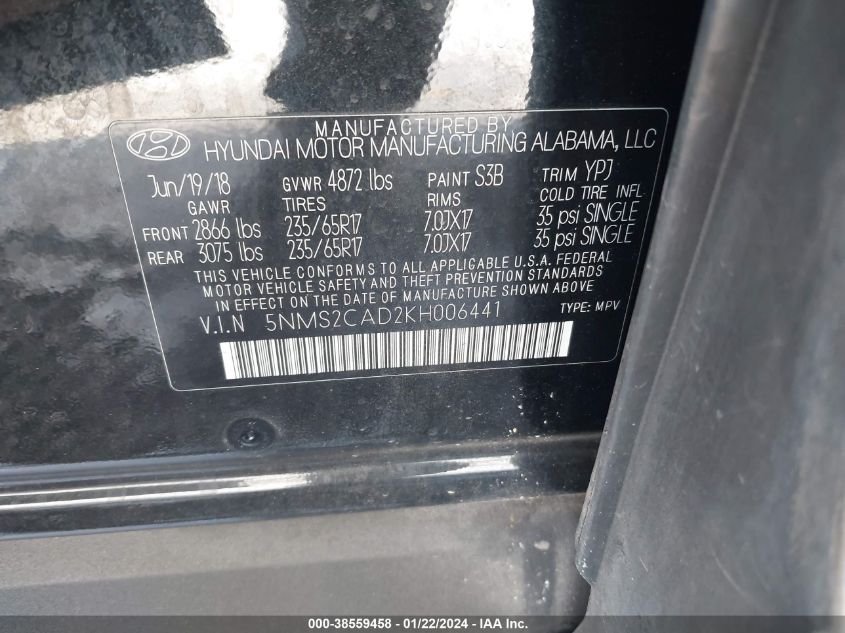 MANUFACTURED BY
HYUNDAI MOTOR MANUFACTURING ALABAMA, LLC
Jun/19/18 GVWR 4872 lbs PAINT S3B TRIM YPJ
GAWR TIRES RIMS COLD TIRE INFL
FRONT 2866 lbs 235/65R17 7.0JX17 35 psi SINGLE
REAR 3075 lbs 235/65R17 7.0JX17 35 psi SINGLE
THIS VEHICLE CONFORMS TO ALL APPLICABLE U.S.A. FEDERAL
MOTOR VEHICLE SAFETY AND THEFT PREVENTION STANDARDS
IN EFFECT ON THE DATE OF MANUFACTURE SHOWN ABOVE
V.I.N 5NMS2CAD2KH006441 TYPE: MPV
000-38559458 - 01/22/2024 - IAA Inc.